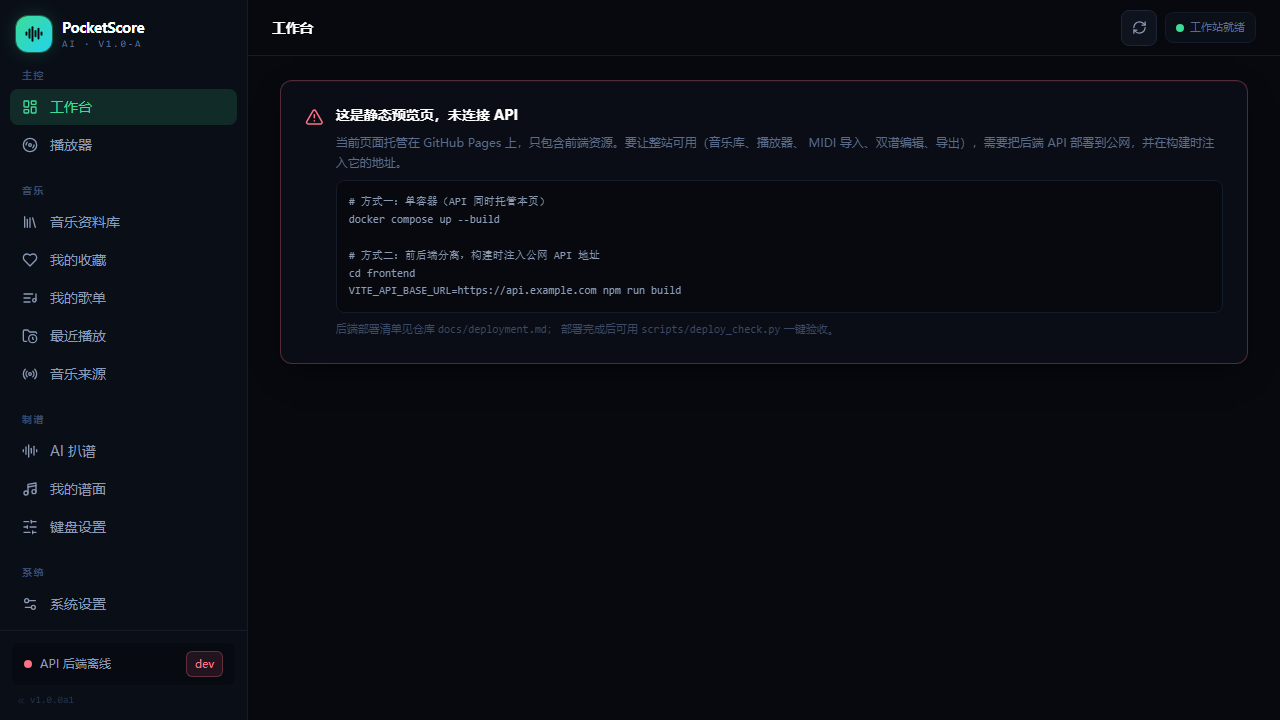 PocketScore
AI · V1.0-A
主控
工作台
播放器
音乐
音乐资料库
我的收藏
我的歌单
最近播放
音乐来源
制谱
AI 扒谱
我的谱面
键盘设置
系统
系统设置
API 后端离线
dev
v1.0.0a1
工作台
工作站就绪
这是静态预览页，未连接 API
当前页面托管在 GitHub Pages 上，只包含前端资源。要让整站可用（音乐库、播放器、 MIDI 导入、双谱编辑、导出），需要把后端 API 部署到公网，并在构建时注
入它的地址。
# 方式一：单容器（API 同时托管本页）
docker compose up --build
# 方式二：前后端分离，构建时注入公网 API 地址
cd frontend
VITE_API_BASE_URL=https://api.example.com npm run build
后端部署清单见仓库 docs/deployment.md； 部署完成后可用 scripts/deploy_check.py 一键验收。